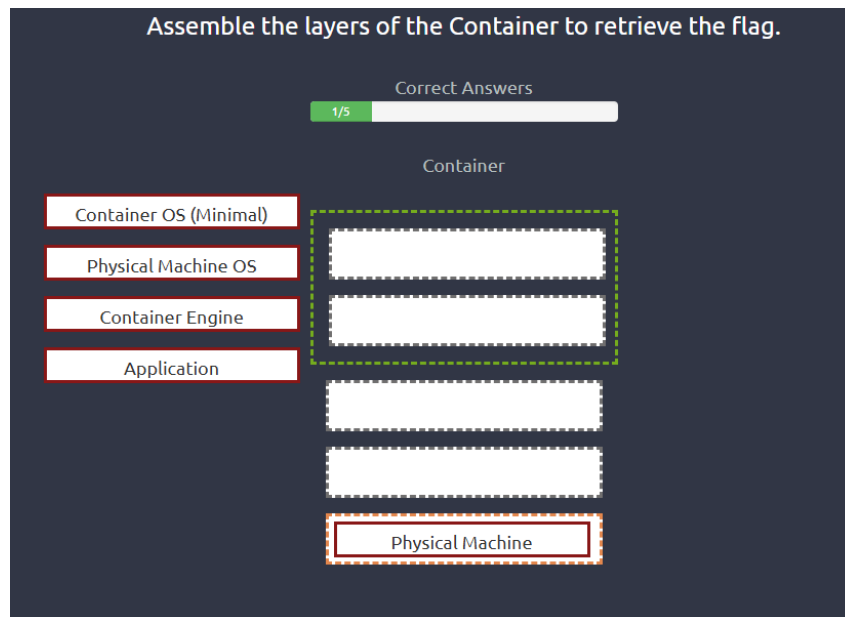 Assemble the layers of the Container to retrieve the flag.
Correct Answers
1/5
Container
Container OS (Minimal)
Physical Machine OS
Container Engine
Application
Physical Machine